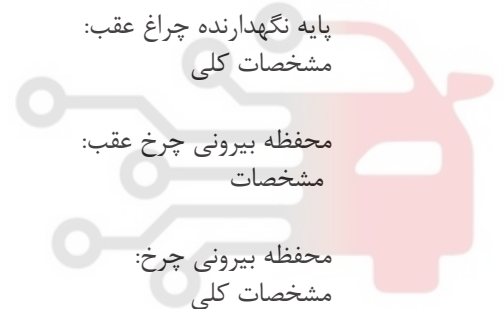 پایه نگهدارنده چراغ عقب:
مشخصات کلی
محفظه بیرونی چرخ عقب:
مشخصات
محفظه بیرونی چرخ:
مشخصات کلی